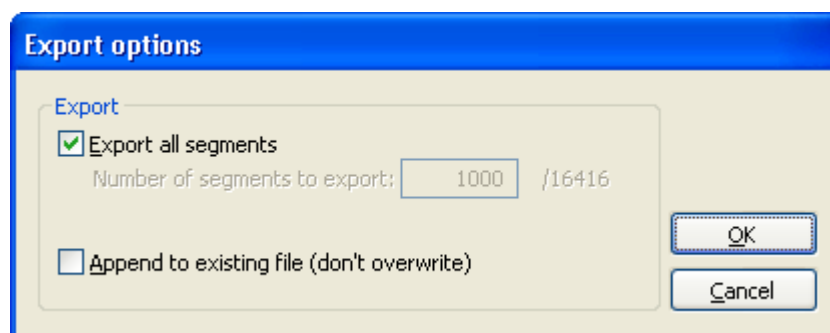 Export options
Export
Export all segments
Number of segments to export: 1000 /16416
OK
Append to existing file (don't overwrite)
Cancel